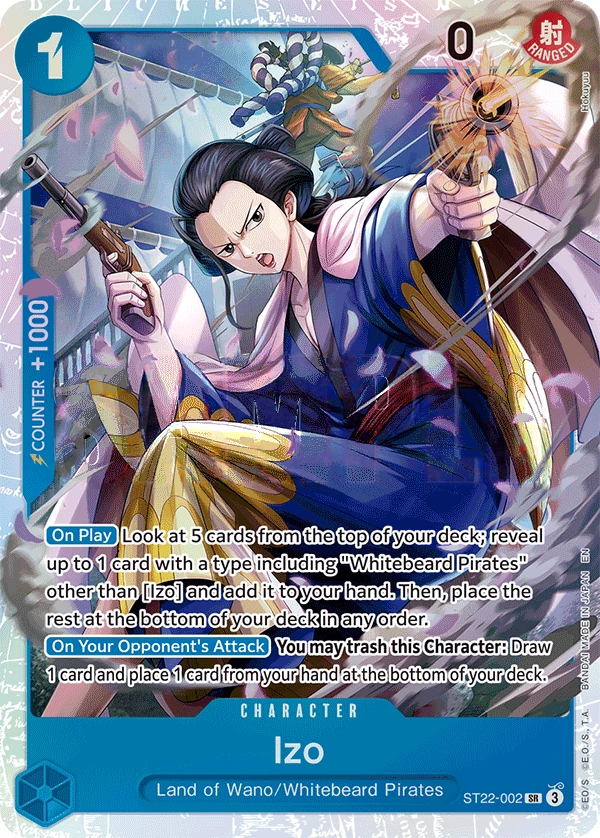 1
0
射
RANGED
Hokuyuu
COUNTER +1000
On Play Look at 5 cards from the top of your deck; reveal
up to 1 card with a type including "Whitebeard Pirates"
other than [Izo] and add it to your hand. Then, place the
rest at the bottom of your deck in any order.
On Your Opponent's Attack You may trash this Character: Draw
1 card and place 1 card from your hand at the bottom of your deck.
CHARACTER
Izo
Land of Wano/Whitebeard Pirates
ST22-002 SR 3
©EO/S ©E.O./S., T.A. BANDAI MADE IN JAPAN EN